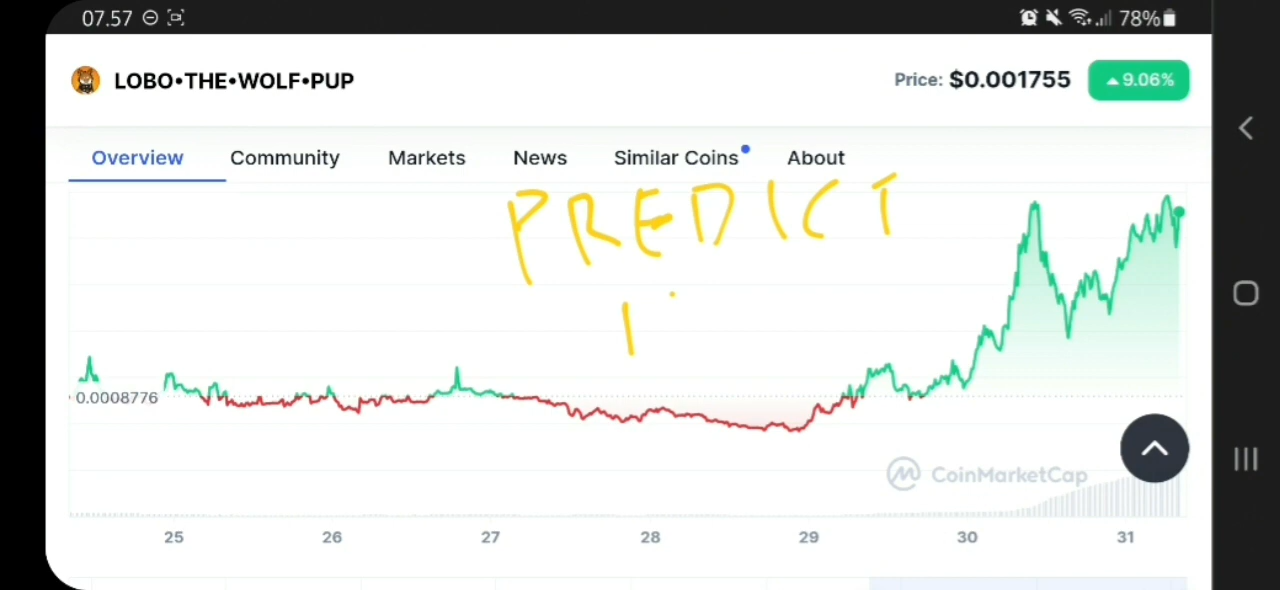 07.57 78%
LOBO•THE•WOLF•PUP Price: $0.001755 9.06%
Overview Community Markets News Similar Coins About
PREDICT
0.0008776
CoinMarketCap
25 26 27 28 29 30 31